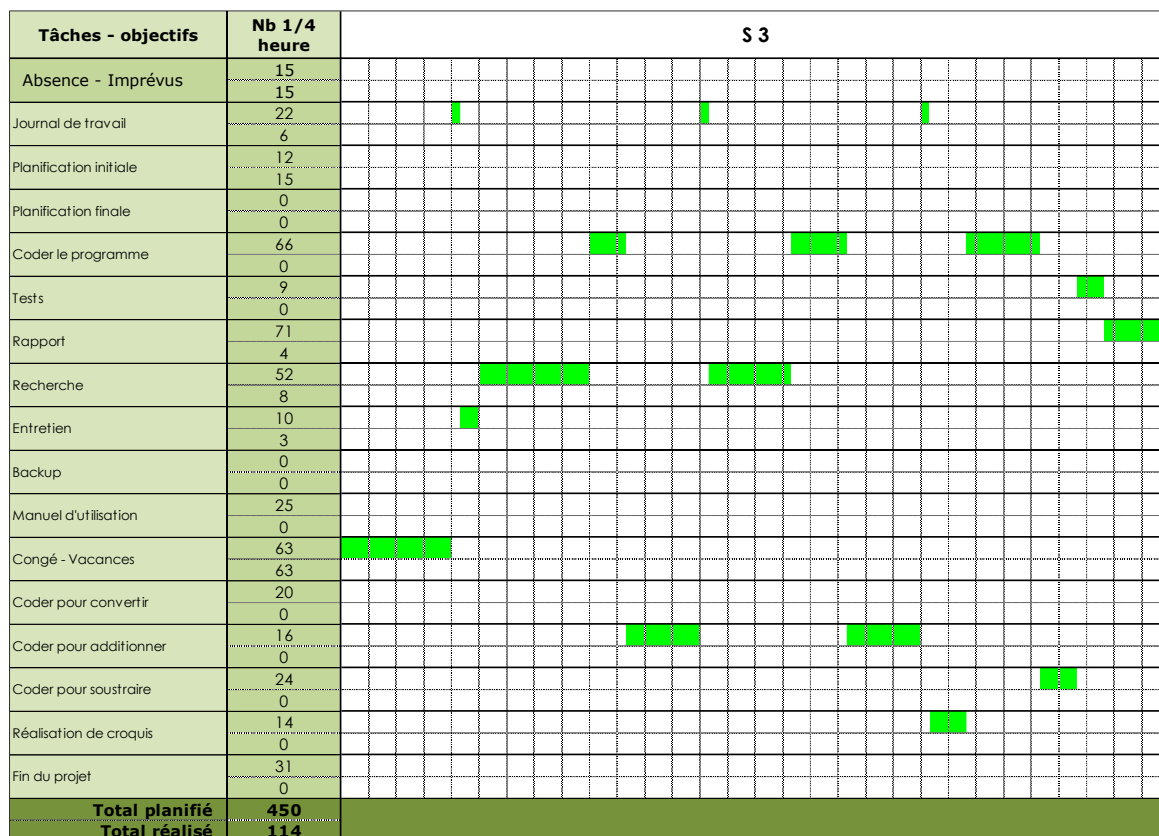 Tâches - objectifs
Nb 1/4 heure
S 3
Absence - Imprévus
15
15
Journal de travail
22
6
Planification initiale
12
15
Planification finale
0
0
Coder le programme
66
0
Tests
9
0
Rapport
71
4
Recherche
52
8
Entretien
10
3
Backup
0
0
Manuel d'utilisation
25
0
Congé - Vacances
63
63
Coder pour convertir
20
0
Coder pour additionner
16
0
Coder pour soustraire
24
0
Réalisation de croquis
14
0
Fin du projet
31
0
Total planifié 450
Total réalisé 114